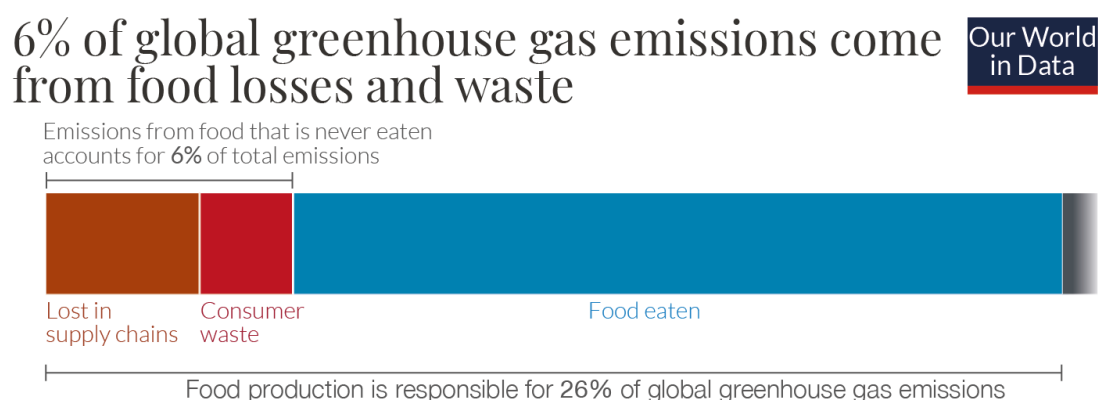 6% of global greenhouse gas emissions come
from food losses and waste
Our World
in Data
Emissions from food that is never eaten
accounts for 6% of total emissions
Lost in
supply chains
Consumer
waste
Food eaten
Food production is responsible for 26% of global greenhouse gas emissions